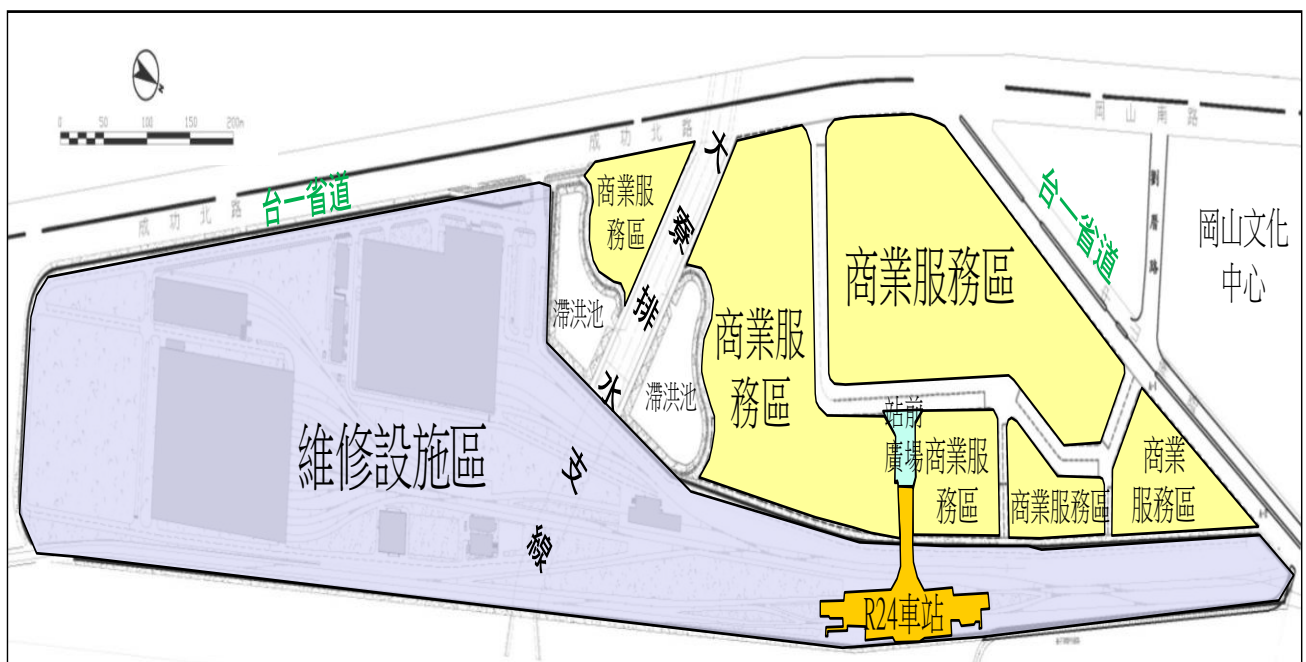 N
0 50 100 150 200m
成功北路
台一省道
成功北路
岡山南路
台一省道
劉厝路
岡山文化
中心
商業服
務區
大寮排水支線
滯洪池
滯洪池
商業服
務區
商業服務區
站前
廣場
商業服
務區
商業服務區
商業
服務區
維修設施區
R24車站